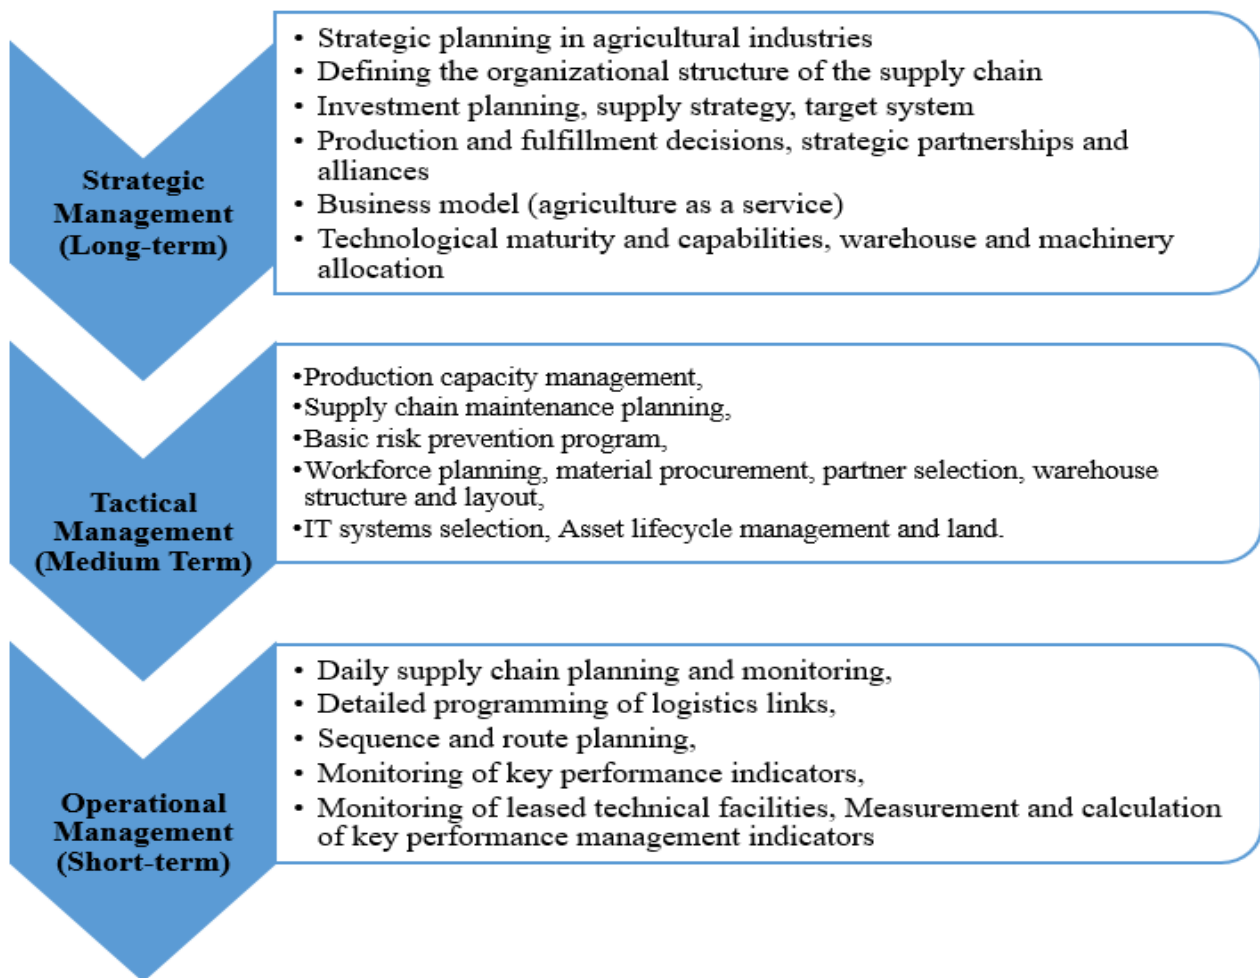 Strategic
Management
(Long-term)
• Strategic planning in agricultural industries
• Defining the organizational structure of the supply chain
• Investment planning, supply strategy, target system
• Production and fulfillment decisions, strategic partnerships and
alliances
• Business model (agriculture as a service)
• Technological maturity and capabilities, warehouse and machinery
allocation
Tactical
Management
(Medium Term)
•Production capacity management,
•Supply chain maintenance planning,
•Basic risk prevention program,
•Workforce planning, material procurement, partner selection, warehouse
structure and layout,
•IT systems selection, Asset lifecycle management and land.
Operational
Management
(Short-term)
• Daily supply chain planning and monitoring,
• Detailed programming of logistics links,
• Sequence and route planning,
• Monitoring of key performance indicators,
• Monitoring of leased technical facilities, Measurement and calculation
of key performance management indicators